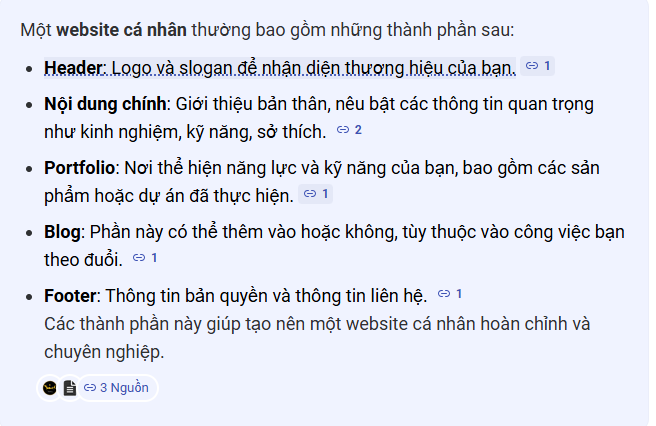 Một website cá nhân thường bao gồm những thành phần sau:
• Header: Logo và slogan để nhận diện thương hiệu của bạn. 1
• Nội dung chính: Giới thiệu bản thân, nêu bật các thông tin quan trọng
như kinh nghiệm, kỹ năng, sở thích. 2
• Portfolio: Nơi thể hiện năng lực và kỹ năng của bạn, bao gồm các sản
phẩm hoặc dự án đã thực hiện. 1
• Blog: Phần này có thể thêm vào hoặc không, tùy thuộc vào công việc bạn
theo đuổi. 1
• Footer: Thông tin bản quyền và thông tin liên hệ. 1
Các thành phần này giúp tạo nên một website cá nhân hoàn chỉnh và
chuyên nghiệp.
3 Nguồn